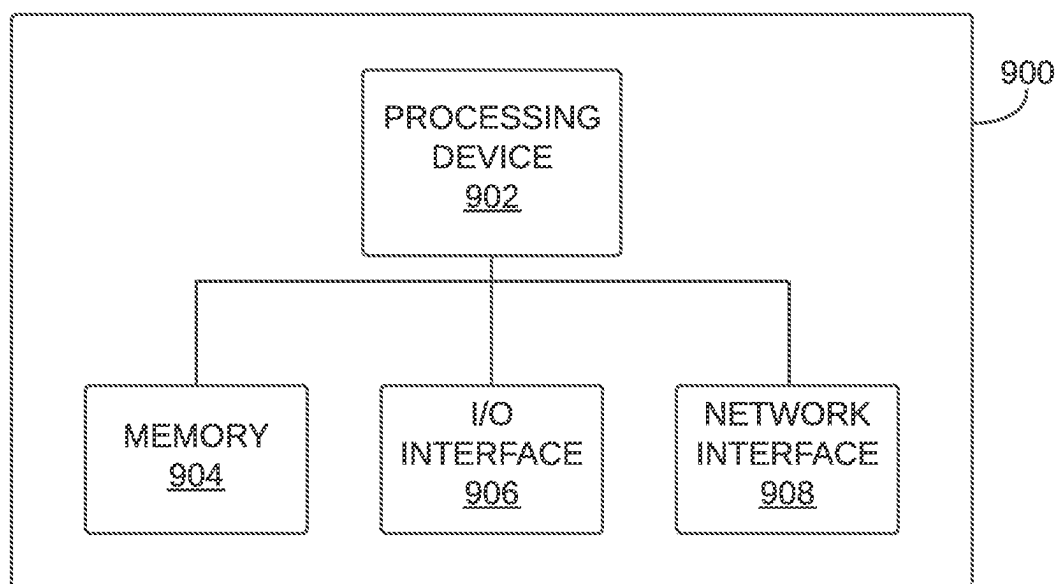 900
PROCESSING
DEVICE
902
MEMORY
904
I/O
INTERFACE
906
NETWORK
INTERFACE
908